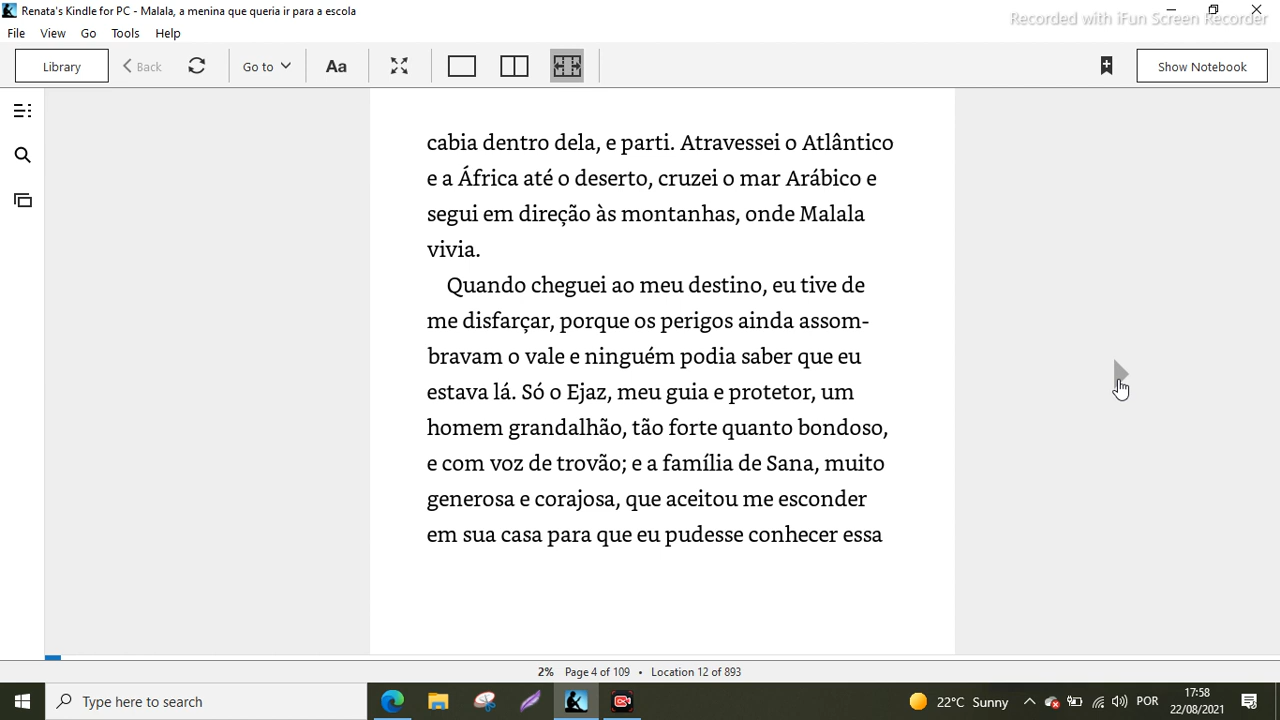 Renata's Kindle for PC - Malala, a menina que queria ir para a escola
Recorded with iFun Screen Recorder
File View Go Tools Help
Library Back Go to Aa Show Notebook
cabia dentro dela, e parti. Atravessei o Atlântico
e a África até o deserto, cruzei o mar Arábico e
segui em direção às montanhas, onde Malala
vivia.
Quando cheguei ao meu destino, eu tive de
me disfarçar, porque os perigos ainda assom-
bravam o vale e ninguém podia saber que eu
estava lá. Só o Ejaz, meu guia e protetor, um
homem grandalhão, tão forte quanto bondoso,
e com voz de trovão; e a família de Sana, muito
generosa e corajosa, que aceitou me esconder
em sua casa para que eu pudesse conhecer essa
2% Page 4 of 109 • Location 12 of 893
Type here to search
22°C Sunny
POR
17:58
22/08/2021